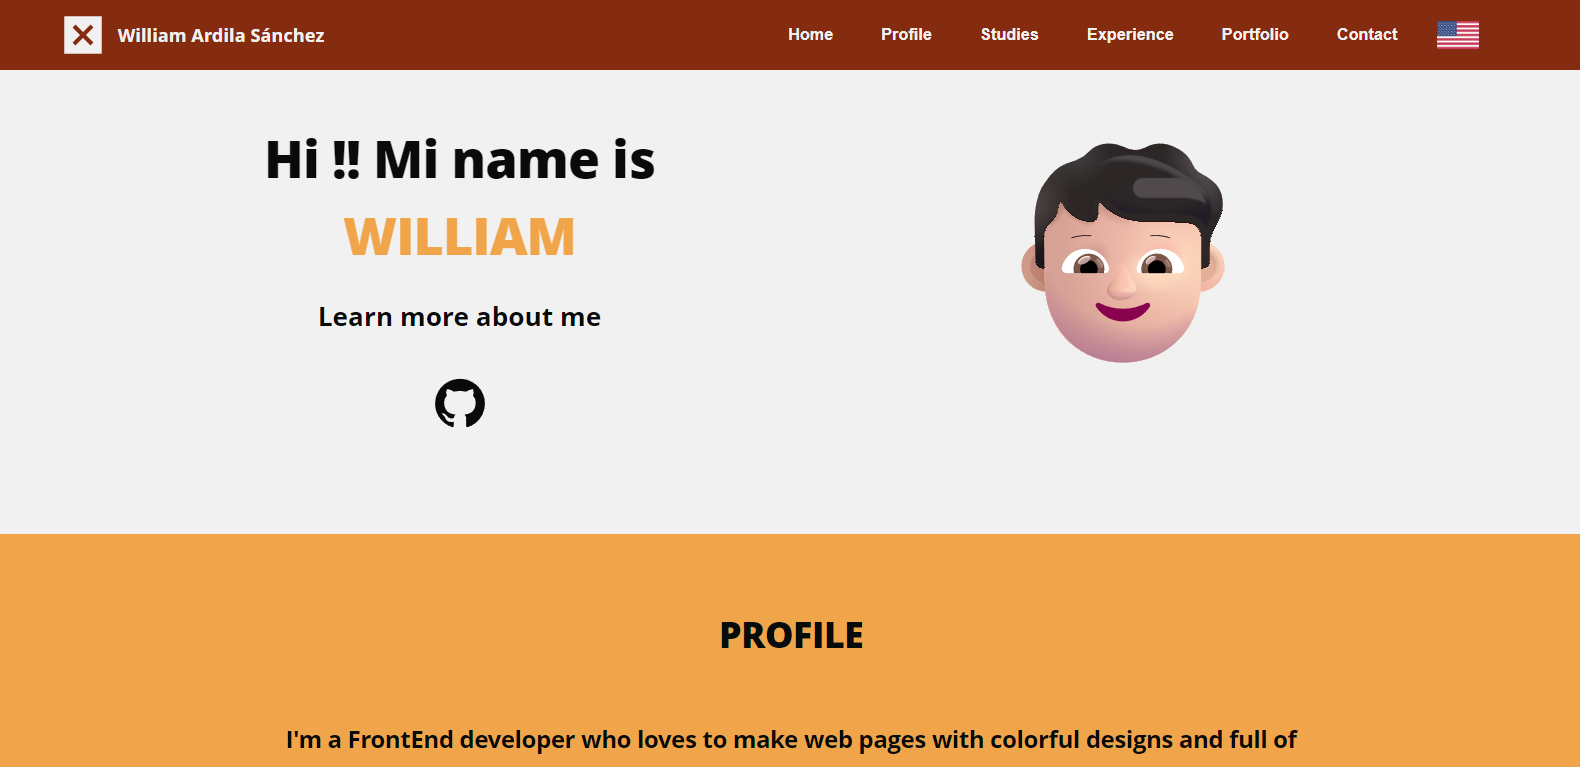 William Ardila Sánchez
Home Profile Studies Experience Portfolio Contact
Hi !! Mi name is
WILLIAM
Learn more about me
PROFILE
I'm a FrontEnd developer who loves to make web pages with colorful designs and full of